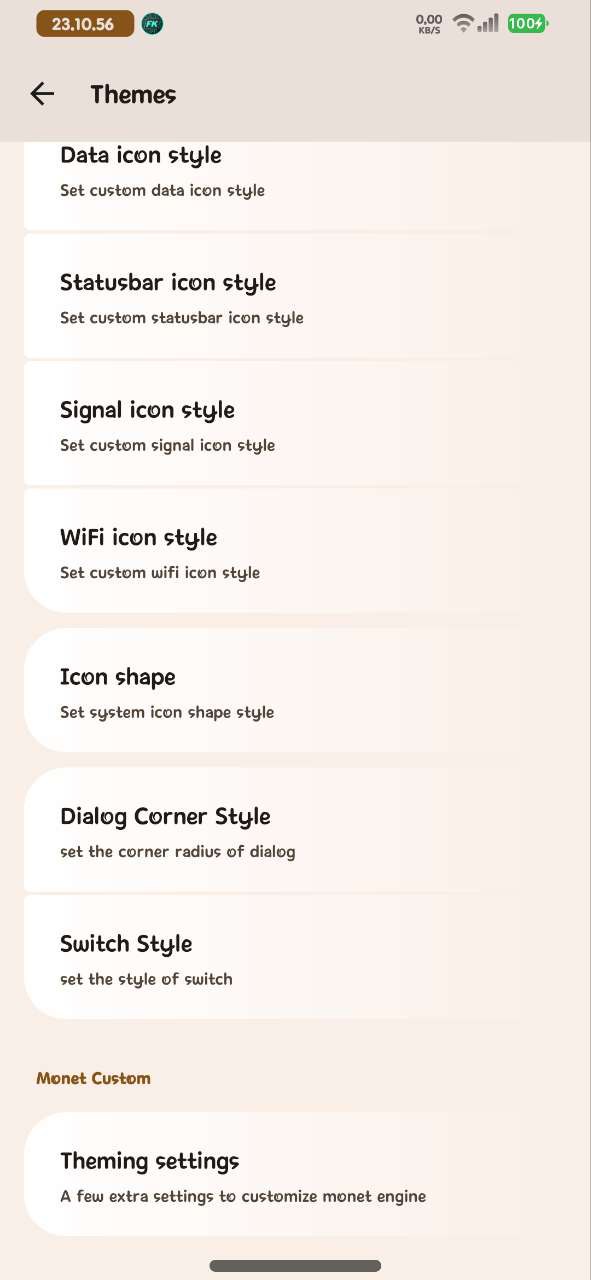 23.10.56
FK
0,00
KB/S
100
Themes
Data icon style
Set custom data icon style
Statusbar icon style
Set custom statusbar icon style
Signal icon style
Set custom signal icon style
WiFi icon style
Set custom wifi icon style
Icon shape
Set system icon shape style
Dialog Corner Style
set the corner radius of dialog
Switch Style
set the style of switch
Monet Custom
Theming settings
A few extra settings to customize monet engine